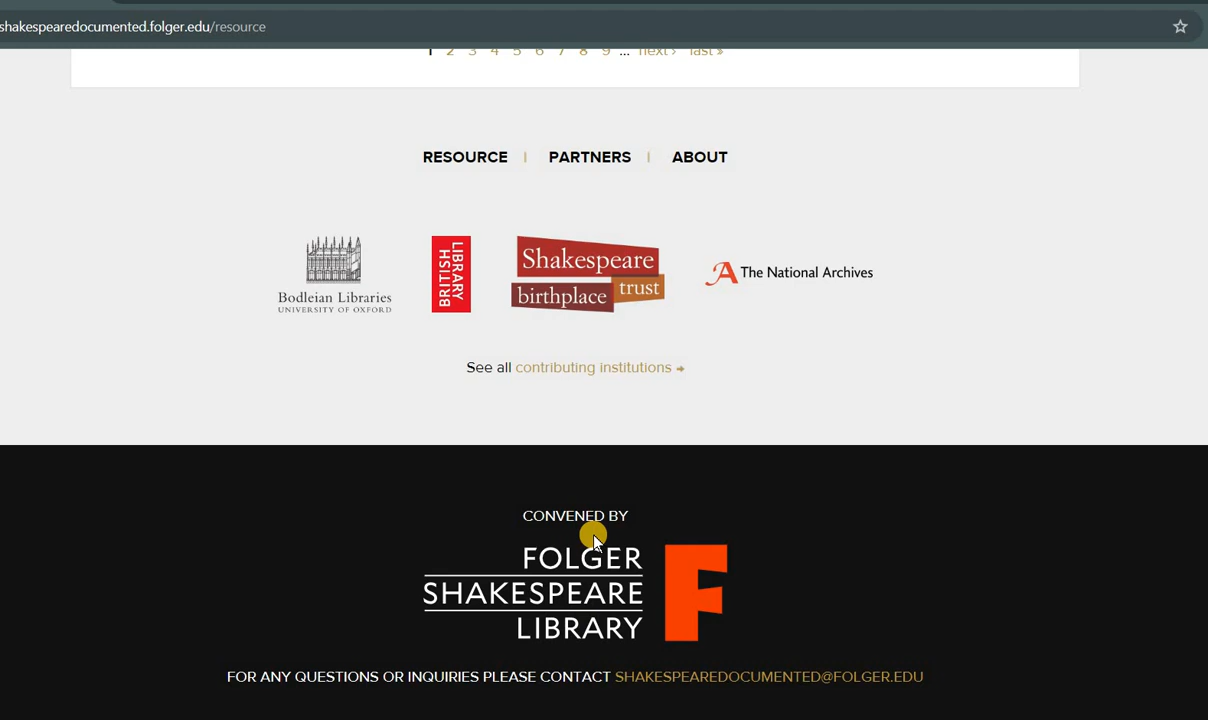 shakespearedocumented.folger.edu/resource
1 2 3 4 5 6 7 8 9 ... next › last »
RESOURCE | PARTNERS | ABOUT
Bodleian Libraries
UNIVERSITY OF OXFORD
BRITISH
LIBRARY
Shakespeare
birthplace trust
The National Archives
See all contributing institutions
CONVENED BY
FOLGER
SHAKESPEARE
LIBRARY
F
FOR ANY QUESTIONS OR INQUIRIES PLEASE CONTACT SHAKESPEAREDOCUMENTED@FOLGER.EDU